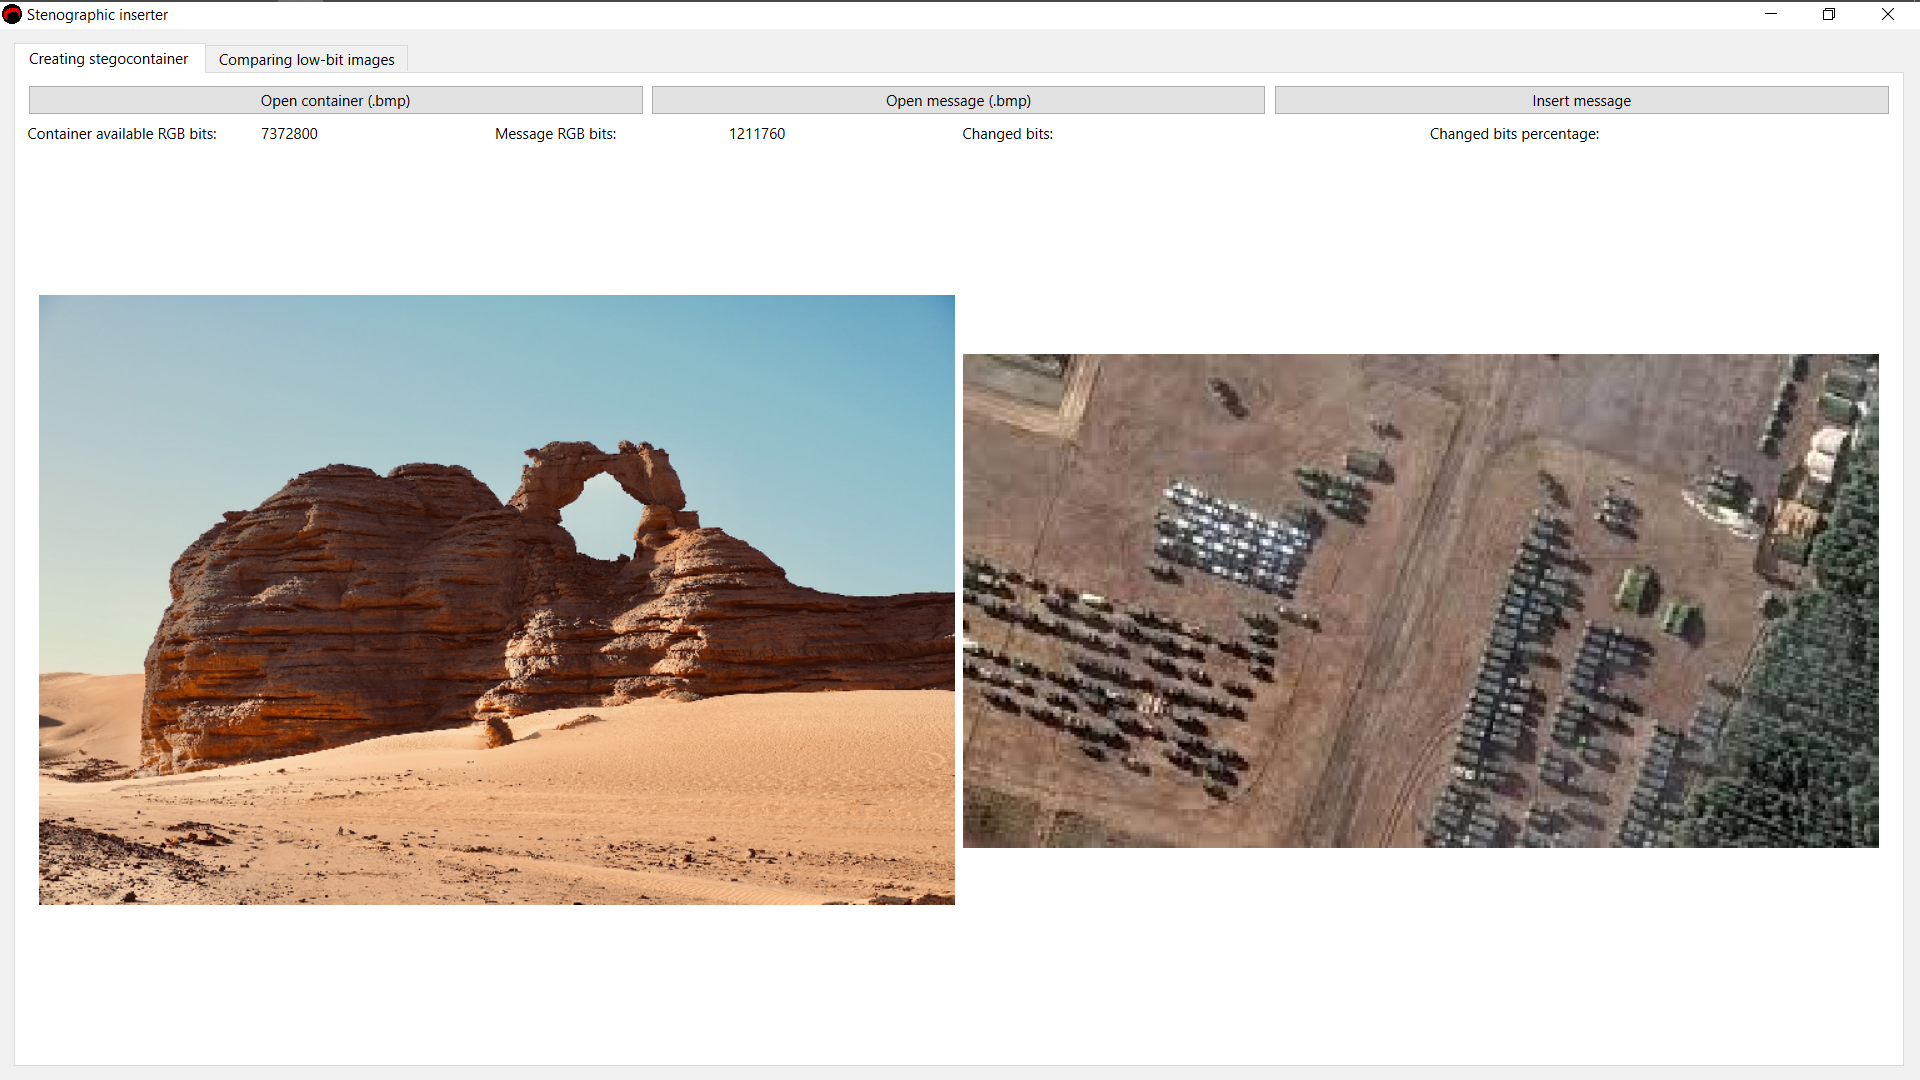 Stenographic inserter
Creating stegocontainer
Comparing low-bit images
Open container (.bmp)
Open message (.bmp)
Insert message
Container available RGB bits: 7372800
Message RGB bits: 1211760
Changed bits:
Changed bits percentage: